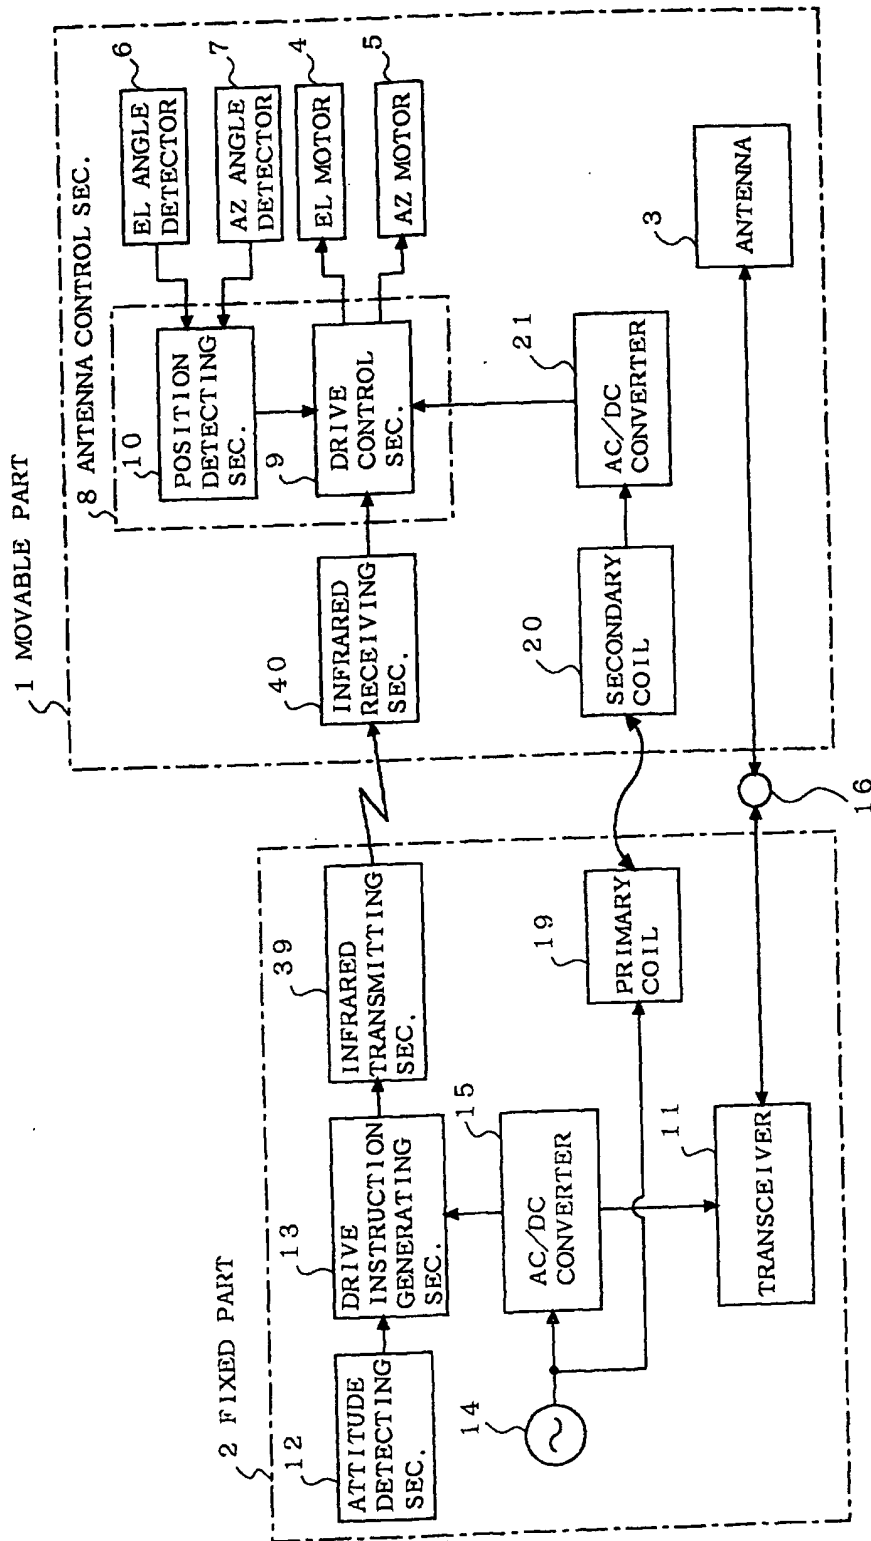 1 MOVABLE PART
8 ANTENNA CONTROL SEC.
10
POSITION
DETECTING
SEC.
6
EL ANGLE
DETECTOR
7
AZ ANGLE
DETECTOR
9
DRIVE
CONTROL
SEC.
4
EL MOTOR
5
AZ MOTOR
40
INFRARED
RECEIVING
SEC.
20
SECONDARY
COIL
21
AC/DC
CONVERTER
3
ANTENNA
16
2 FIXED PART
12
ATTITUDE
DETECTING
SEC.
13
DRIVE
INSTRUCTION
GENERATING
SEC.
39
INFRARED
TRANSMITTING
SEC.
14
15
AC/DC
CONVERTER
19
PRIMARY
COIL
11
TRANSCEIVER